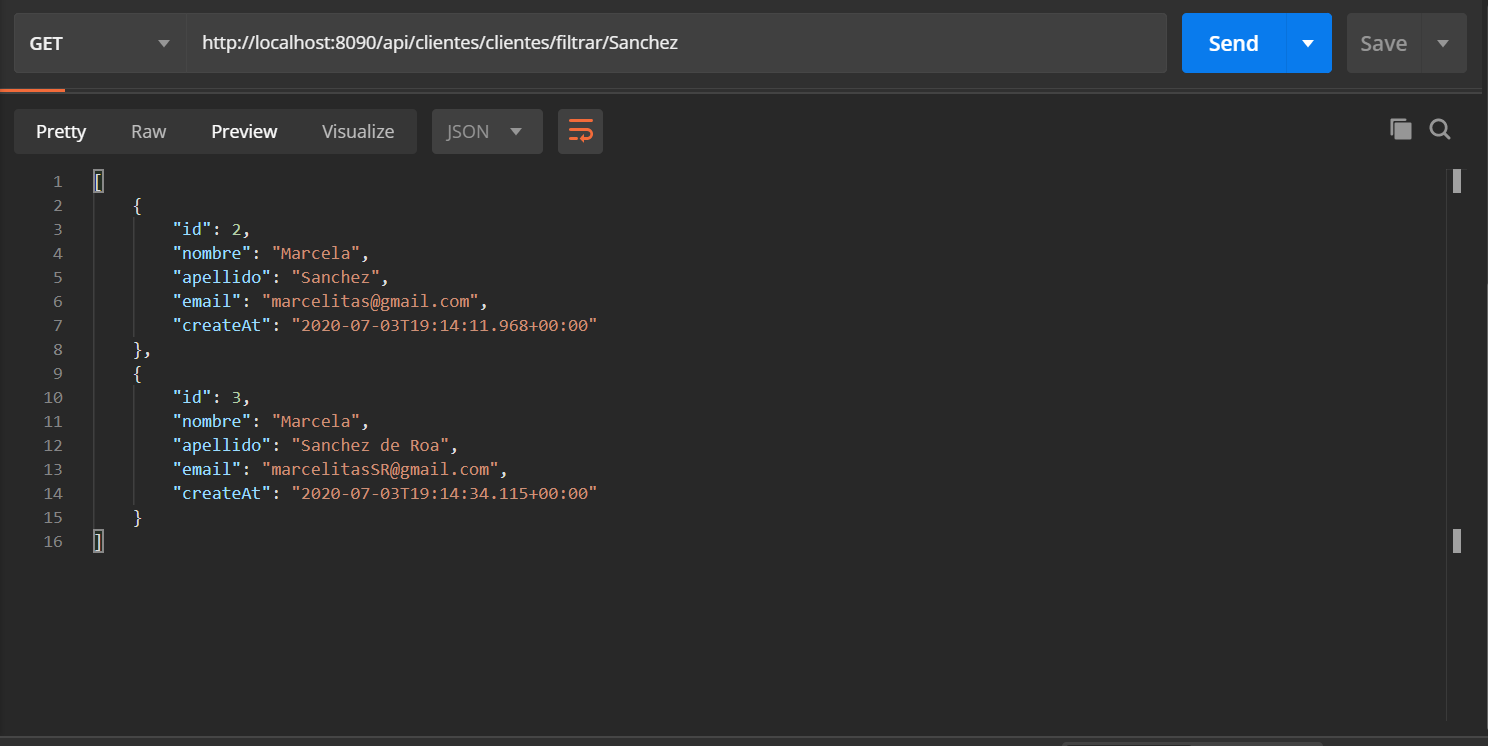 GET http://localhost:8090/api/clientes/clientes/filtrar/Sanchez Send Save
Pretty Raw Preview Visualize JSON
1 [
2 {
3 "id": 2,
4 "nombre": "Marcela",
5 "apellido": "Sanchez",
6 "email": "marcelitas@gmail.com",
7 "createAt": "2020-07-03T19:14:11.968+00:00"
8 },
9 {
10 "id": 3,
11 "nombre": "Marcela",
12 "apellido": "Sanchez de Roa",
13 "email": "marcelitasSR@gmail.com",
14 "createAt": "2020-07-03T19:14:34.115+00:00"
15 }
16 ]